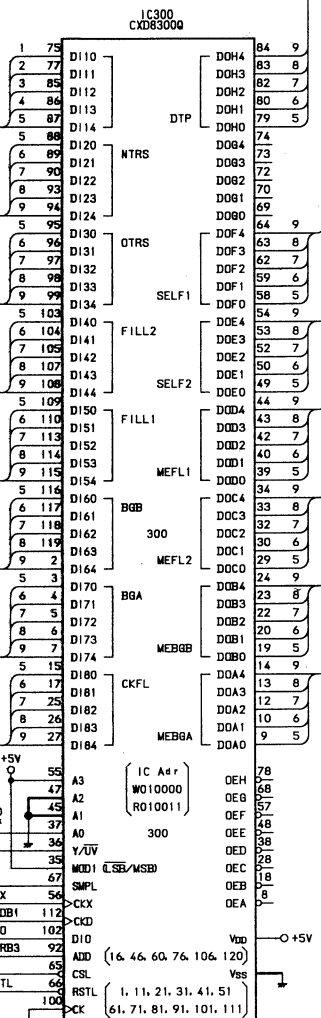 IC300
CXD8300Q
1 75 DI10 DOH4 84 9
2 77 DI11 DOH3 83 8
3 85 DI12 DOH2 82 7
4 86 DI13 DOH1 80 6
5 87 DI14 DTP DOH0 79 5
5 88 DI20 DOG4 74
6 89 DI21 NTRS DOG3 73
7 90 DI22 DOG2 72
8 93 DI23 DOG1 70
9 94 DI24 DOG0 69
5 95 DI30 DOF4 64 9
6 96 DI31 OTRS DOF3 63 8
7 97 DI32 DOF2 62 7
8 98 DI33 DOF1 59 6
9 99 DI34 SELF1 DOF0 58 5
5 103 DI40 DOE4 54 9
6 104 DI41 FILL2 DOE3 53 8
7 105 DI42 DOE2 52 7
8 107 DI43 DOE1 50 6
9 108 DI44 SELF2 DOE0 49 5
5 109 DI50 DOD4 44 9
6 110 DI51 FILL1 DOD3 43 8
7 113 DI52 DOD2 42 7
8 114 DI53 DOD1 40 6
9 115 DI54 MEFL1 DOD0 39 5
5 116 DI60 DOC4 34 9
6 117 DI61 BGB DOC3 33 8
7 118 DI62 300 DOC2 32 7
8 119 DI63 DOC1 30 6
9 2 DI64 MEFL2 DOC0 29 5
5 3 DI70 DOB4 24 9
6 4 DI71 BGA DOB3 23 8
7 5 DI72 DOB2 22 7
8 6 DI73 DOB1 20 6
9 7 DI74 MEBGB DOB0 19 5
5 15 DI80 DOA4 14 9
6 17 DI81 CKFL DOA3 13 8
7 25 DI82 DOA2 12 7
8 26 DI83 DOA1 10 6
9 27 DI84 MEBGA DOA0 9 5
+5V
55 A3 IC Adr OEH 78
47 A2 W010000 OEG 68
45 A1 R010011 OEF 57
37 A0 300 OEE 48
36 Y/UV OED 38
35 MOD1 (LSB/MSB) OEC 28
67 SMPL OEB 18
X 56 CKX OEA 8
DB1 112 CKD
102 DIO VDD +5V
RB3 92 ADD (16, 46, 60, 76, 106, 120)
65 CSL VSS
TL 66 RSTL 1, 11, 21, 31, 41, 51
100 CK 61, 71, 81, 91, 101, 111